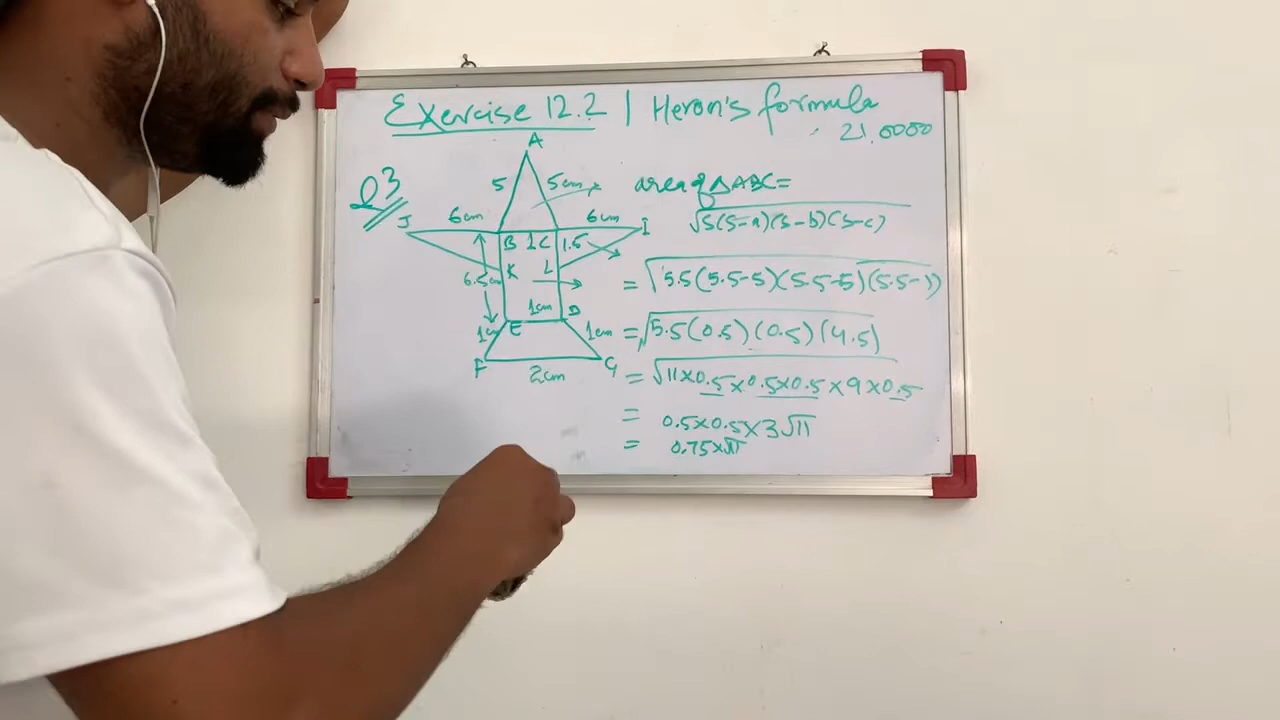 Exercise 12.2 | Heron's formula
21.0000
Q3
A
5
5cm
area of △ABC=
J
6cm
6cm
I
√S(S-a)(S-b)(S-c)
B
1
C
1.5
K
L
6.5cm
= √5.5(5.5-5)(5.5-5)(5.5-1)
1cm
E
D
1cm
1cm
= √5.5(0.5)(0.5)(4.5)
F
G
2cm
= √11×0.5×0.5×0.5×9×0.5
= 0.5×0.5×3√11
= 0.75×√11